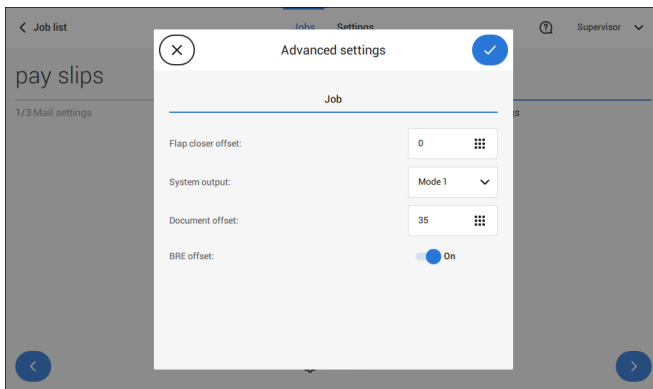 Job list
Jobs Settings
Supervisor
Advanced settings
pay slips
1/3 Mail settings
Job
Flap closer offset: 0
System output: Mode 1
Document offset: 35
BRE offset: On